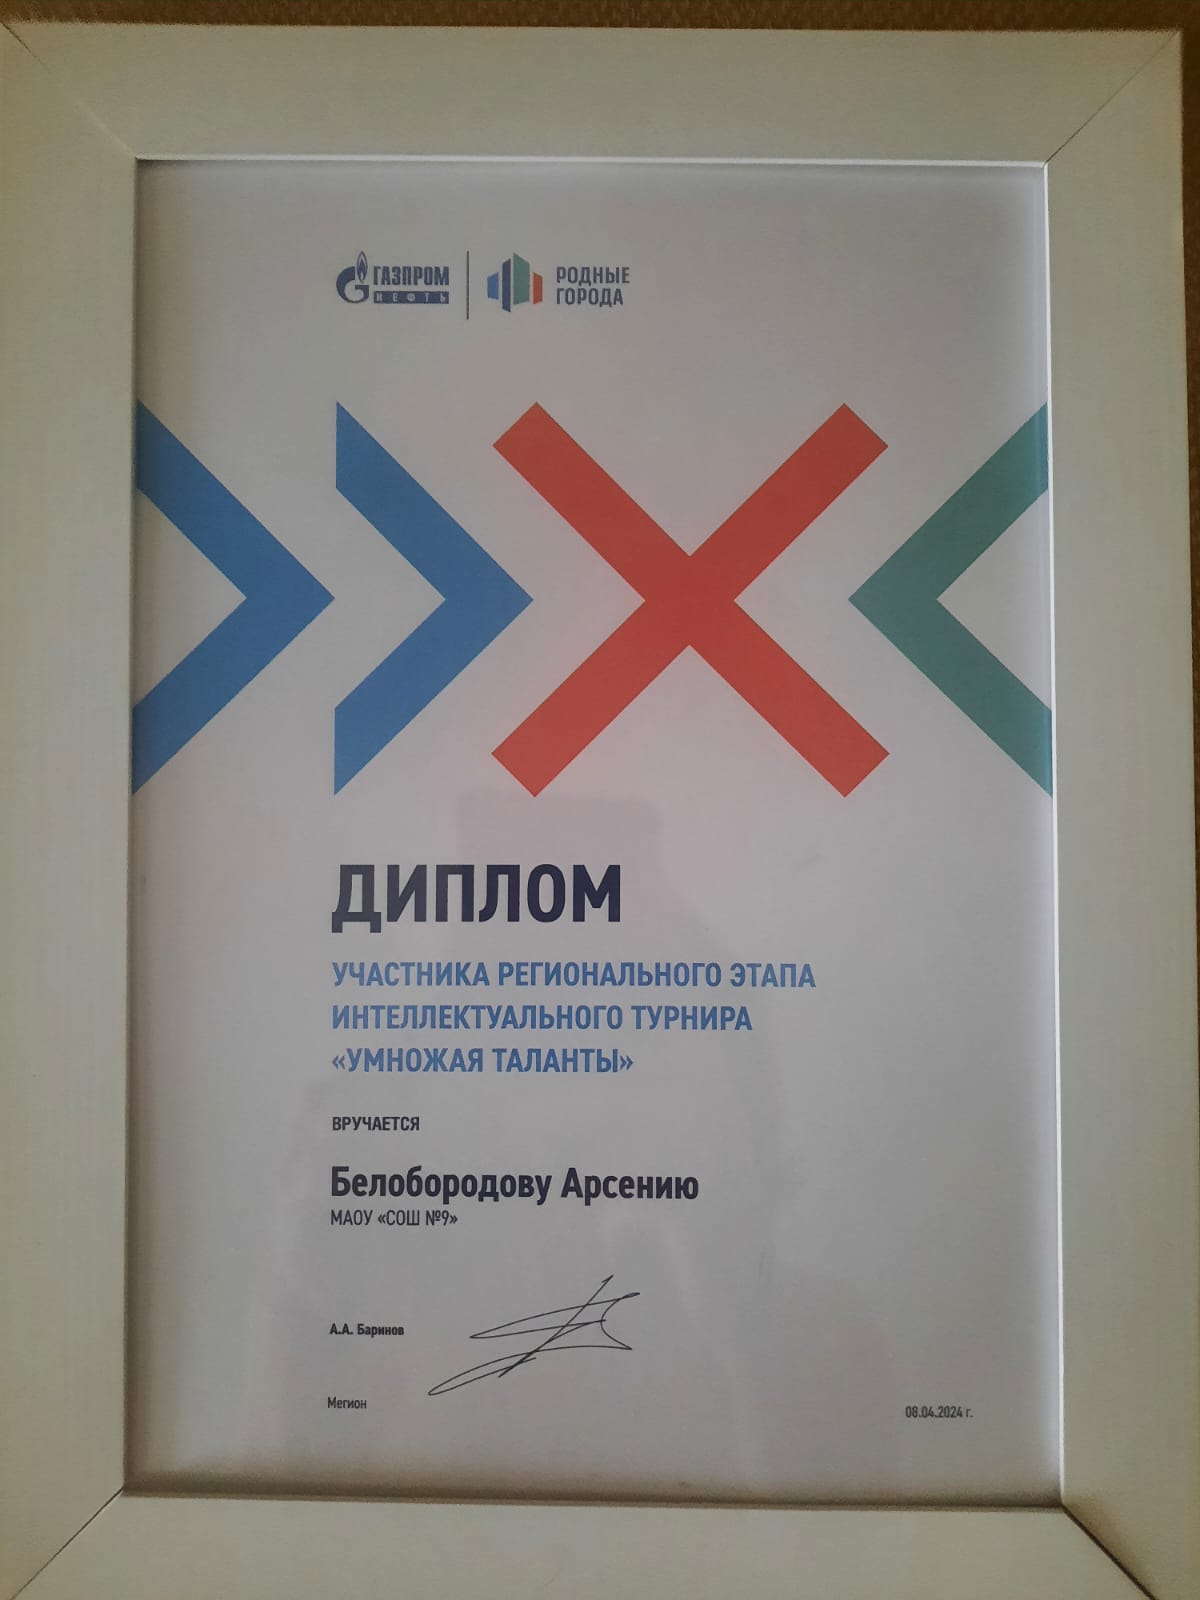 ГАЗПРОМ
НЕФТЬ
РОДНЫЕ
ГОРОДА
ДИПЛОМ
УЧАСТНИКА РЕГИОНАЛЬНОГО ЭТАПА
ИНТЕЛЛЕКТУАЛЬНОГО ТУРНИРА
«УМНОЖАЯ ТАЛАНТЫ»
ВРУЧАЕТСЯ
Белобородову Арсению
МАОУ «СОШ №9»
А.А. Баринов
Мегион
08.04.2024 г.